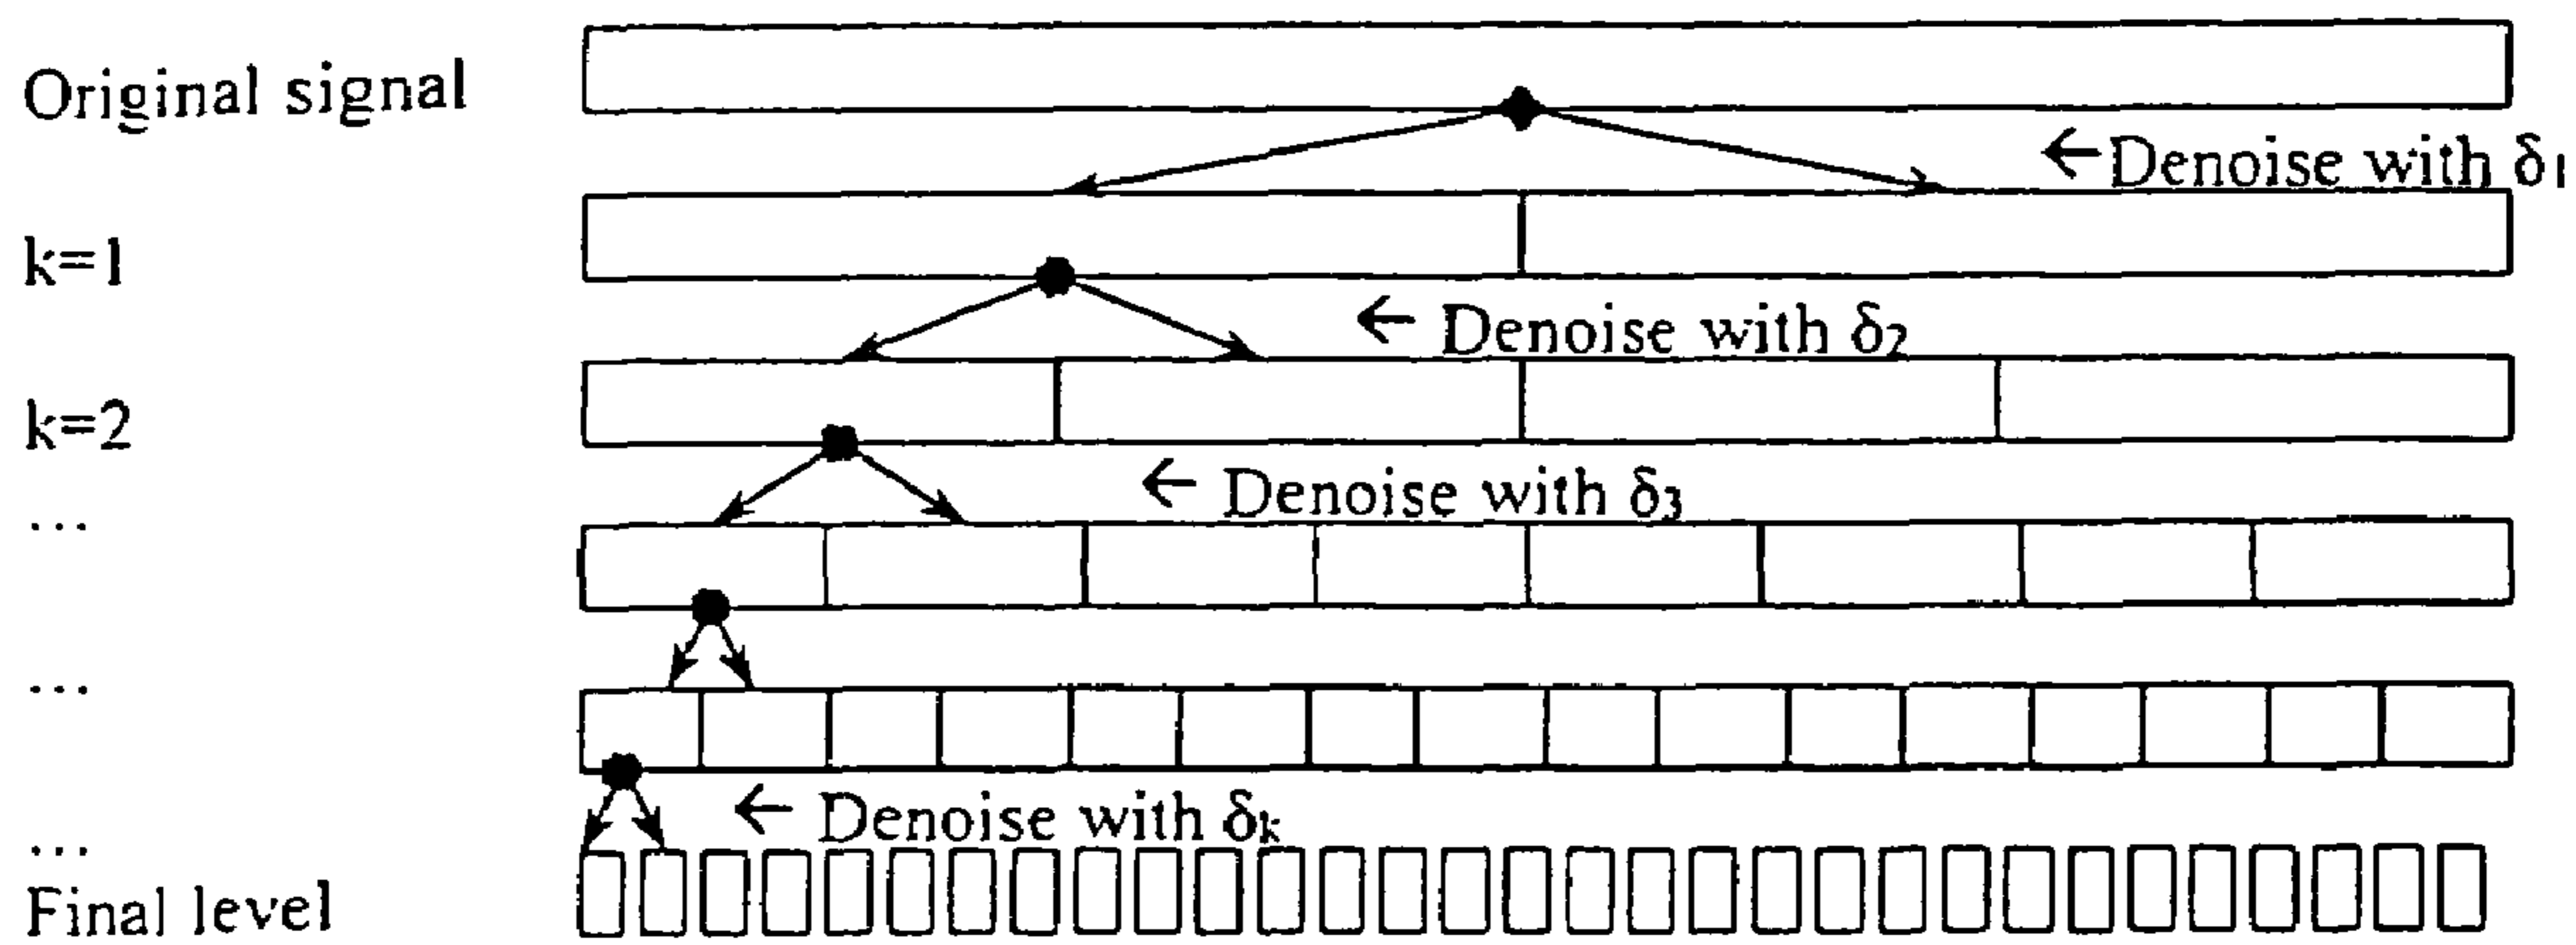 Original signal
←Denoise with δ1
k=1
← Denoise with δ2
k=2
← Denoise with δ3
...
...
← Denoise with δk
...
Final level